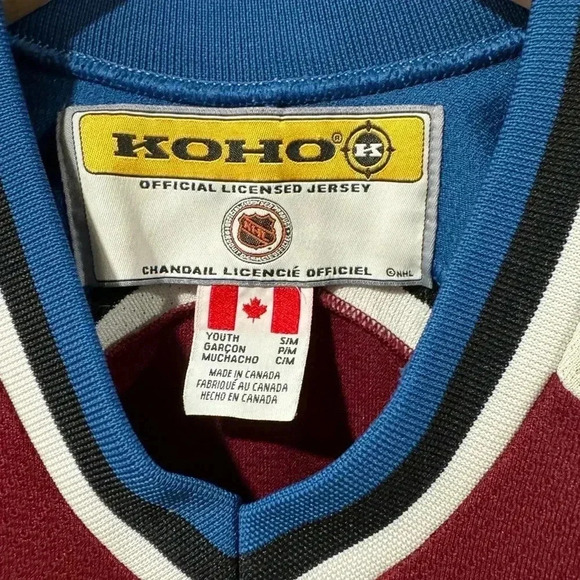 KOHO® K
OFFICIAL LICENSED JERSEY
NHL
CHANDAIL LICENCIÉ OFFICIEL ©NHL
YOUTH S/M
GARÇON P/M
MUCHACHO C/M
MADE IN CANADA
FABRIQUÉ AU CANADA
HECHO EN CANADA